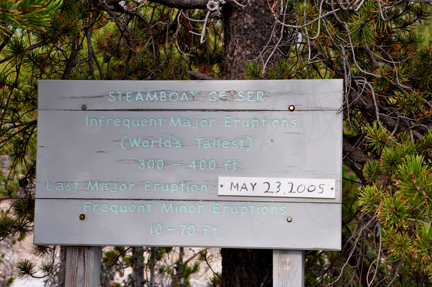 STEAMBOAT GEYSER
Infrequent Major Eruptions
(World's Tallest)
300 - 400 ft.
Last Major Eruption - MAY 23, 2005
Frequent Minor Eruptions
10 - 70 ft.